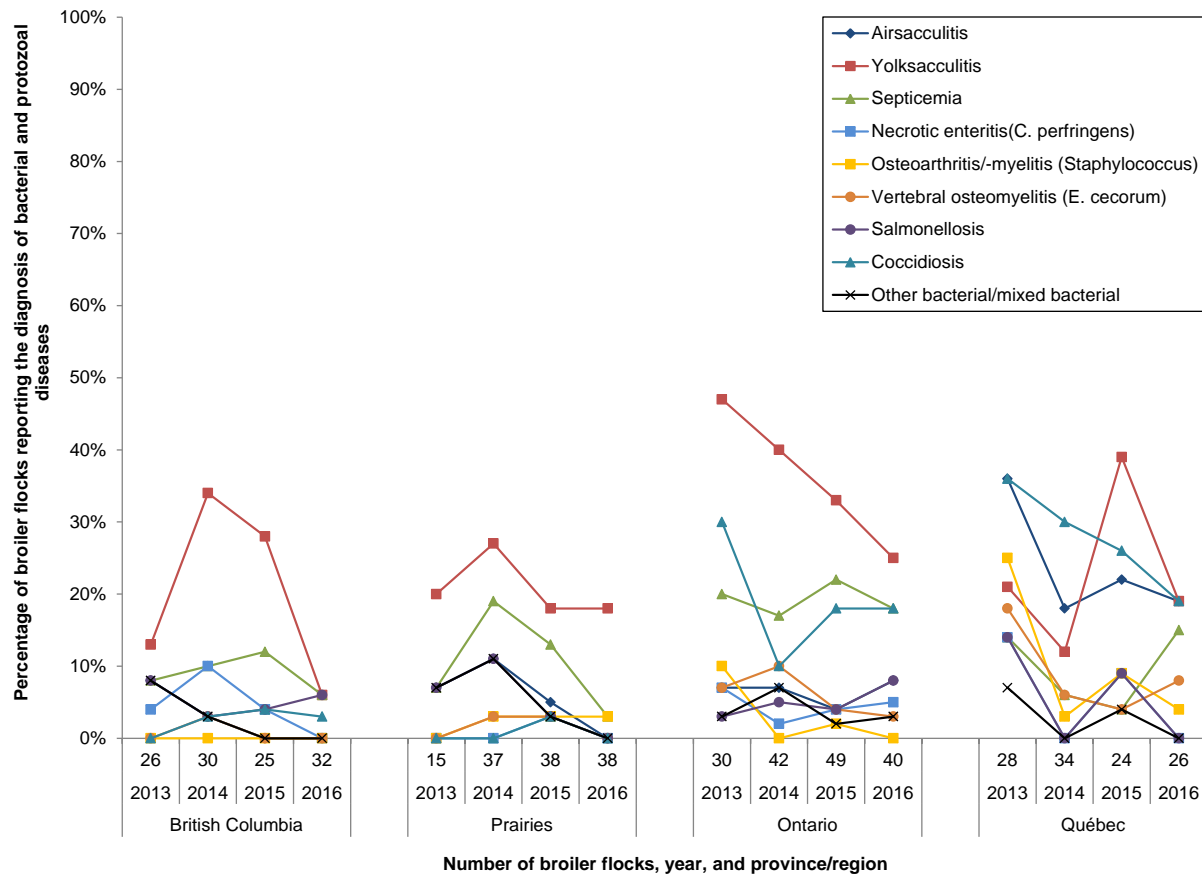 Percentage of broiler flocks reporting the diagnosis of bacterial and protozoal
diseases
100%
90%
80%
70%
60%
50%
40%
30%
20%
10%
0%
Airsacculitis
Yolksacculitis
Septicemia
Necrotic enteritis(C. perfringens)
Osteoarthritis/-myelitis (Staphylococcus)
Vertebral osteomyelitis (E. cecorum)
Salmonellosis
Coccidiosis
Other bacterial/mixed bacterial
26 30 25 32 15 37 38 38 30 42 49 40 28 34 24 26
2013 2014 2015 2016 2013 2014 2015 2016 2013 2014 2015 2016 2013 2014 2015 2016
British Columbia Prairies Ontario Québec
Number of broiler flocks, year, and province/region